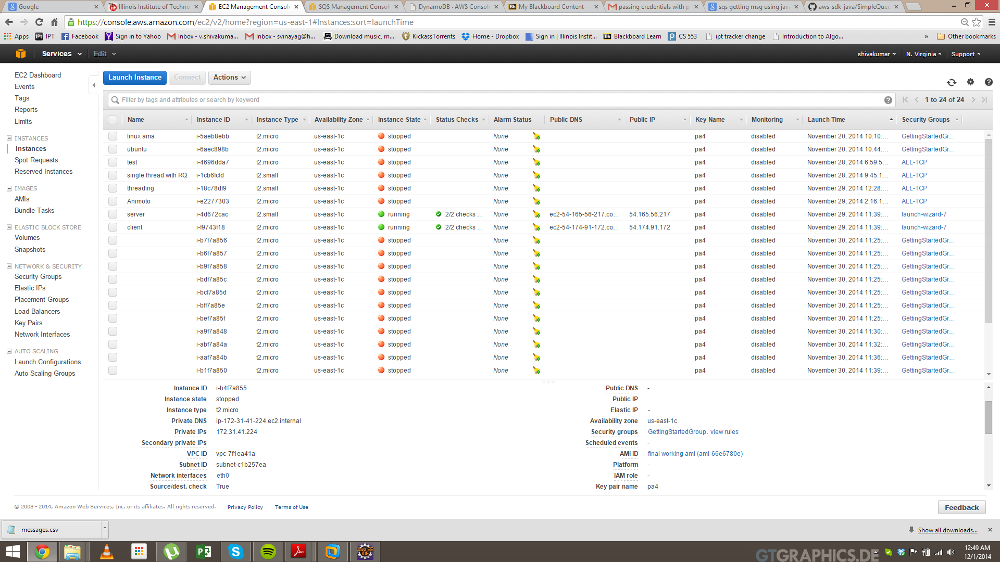 Google
Illinois Institute of Techno
EC2 Management Console
SQS Management Consol
DynamoDB · AWS Consol
My Blackboard Content –
passing credentials with p
sqs getting msg using java
aws-sdk-java/SimpleQueu
https://console.aws.amazon.com/ec2/v2/home?region=us-east-1#Instances:sort=launchTime
Apps IPT Facebook Sign in to Yahoo Inbox - v.shivakuma... Inbox - svinayag@h... Download music, m... KickassTorrents Home - Dropbox Sign in | Illinois Instit... Blackboard Learn CS 553 ipt tracker change Introduction to Algo... » Other bookmarks
Services Edit shivakumar N. Virginia Support
EC2 Dashboard
Events
Tags
Reports
Limits
INSTANCES
Instances
Spot Requests
Reserved Instances
IMAGES
AMIs
Bundle Tasks
ELASTIC BLOCK STORE
Volumes
Snapshots
NETWORK & SECURITY
Security Groups
Elastic IPs
Placement Groups
Load Balancers
Key Pairs
Network Interfaces
AUTO SCALING
Launch Configurations
Auto Scaling Groups
Launch Instance Connect Actions
Filter by tags and attributes or search by keyword 1 to 24 of 24
Name Instance ID Instance Type Availability Zone Instance State Status Checks Alarm Status Public DNS Public IP Key Name Monitoring Launch Time Security Groups
linux ama i-5aeb8ebb t2.micro us-east-1c stopped None pa4 disabled November 20, 2014 10:10:... GettingStartedGr...
ubuntu i-6aec898b t2.micro us-east-1c stopped None pa4 disabled November 20, 2014 10:44:... GettingStartedGr...
test i-4696dda7 t2.micro us-east-1c stopped None pa4 disabled November 28, 2014 6:59:5... ALL-TCP
single thread with RQ i-1cb6fcfd t2.small us-east-1c stopped None pa4 disabled November 28, 2014 9:45:1... ALL-TCP
threading i-18c78df9 t2.small us-east-1c stopped None pa4 disabled November 29, 2014 12:28:... ALL-TCP
Animoto i-e2277303 t2.micro us-east-1c stopped None pa4 disabled November 29, 2014 2:16:1... ALL-TCP
server i-4d672cac t2.small us-east-1c running 2/2 checks ... None ec2-54-165-56-217.co... 54.165.56.217 pa4 disabled November 29, 2014 11:39:... launch-wizard-7
client i-f9743f18 t2.micro us-east-1c running 2/2 checks ... None ec2-54-174-91-172.co... 54.174.91.172 pa4 disabled November 29, 2014 11:39:... launch-wizard-7
i-b7f7a856 t2.micro us-east-1c stopped None pa4 disabled November 30, 2014 11:25:... GettingStartedGr...
i-b6f7a857 t2.micro us-east-1c stopped None pa4 disabled November 30, 2014 11:25:... GettingStartedGr...
i-b9f7a858 t2.micro us-east-1c stopped None pa4 disabled November 30, 2014 11:25:... GettingStartedGr...
i-bdf7a85c t2.micro us-east-1c stopped None pa4 disabled November 30, 2014 11:25:... GettingStartedGr...
i-bcf7a85d t2.micro us-east-1c stopped None pa4 disabled November 30, 2014 11:25:... GettingStartedGr...
i-bff7a85e t2.micro us-east-1c stopped None pa4 disabled November 30, 2014 11:25:... GettingStartedGr...
i-bef7a85f t2.micro us-east-1c stopped None pa4 disabled November 30, 2014 11:25:... GettingStartedGr...
i-a9f7a848 t2.micro us-east-1c stopped None pa4 disabled November 30, 2014 11:30:... GettingStartedGr...
i-abf7a84a t2.micro us-east-1c stopped None pa4 disabled November 30, 2014 11:32:... GettingStartedGr...
i-aaf7a84b t2.micro us-east-1c stopped None pa4 disabled November 30, 2014 11:36:... GettingStartedGr...
i-b1f7a850 t2.micro us-east-1c stopped None pa4 disabled November 30, 2014 11:39:... GettingStartedGr...
Instance ID i-b4f7a855
Instance state stopped
Instance type t2.micro
Private DNS ip-172-31-41-224.ec2.internal
Private IPs 172.31.41.224
Secondary private IPs
VPC ID vpc-7f1ea41a
Subnet ID subnet-c1b257ea
Network interfaces eth0
Source/dest. check True
Public DNS -
Public IP
Elastic IP -
Availability zone us-east-1c
Security groups GettingStartedGroup. view rules
Scheduled events -
AMI ID final working ami (ami-66e6780e)
Platform -
IAM role -
Key pair name pa4
© 2008 - 2014, Amazon Web Services, Inc. or its affiliates. All rights reserved. Privacy Policy Terms of Use Feedback
messages.csv Show all downloads...
Java EE IDE
GTGRAPHICS.DE
12:49 AM
12/1/2014